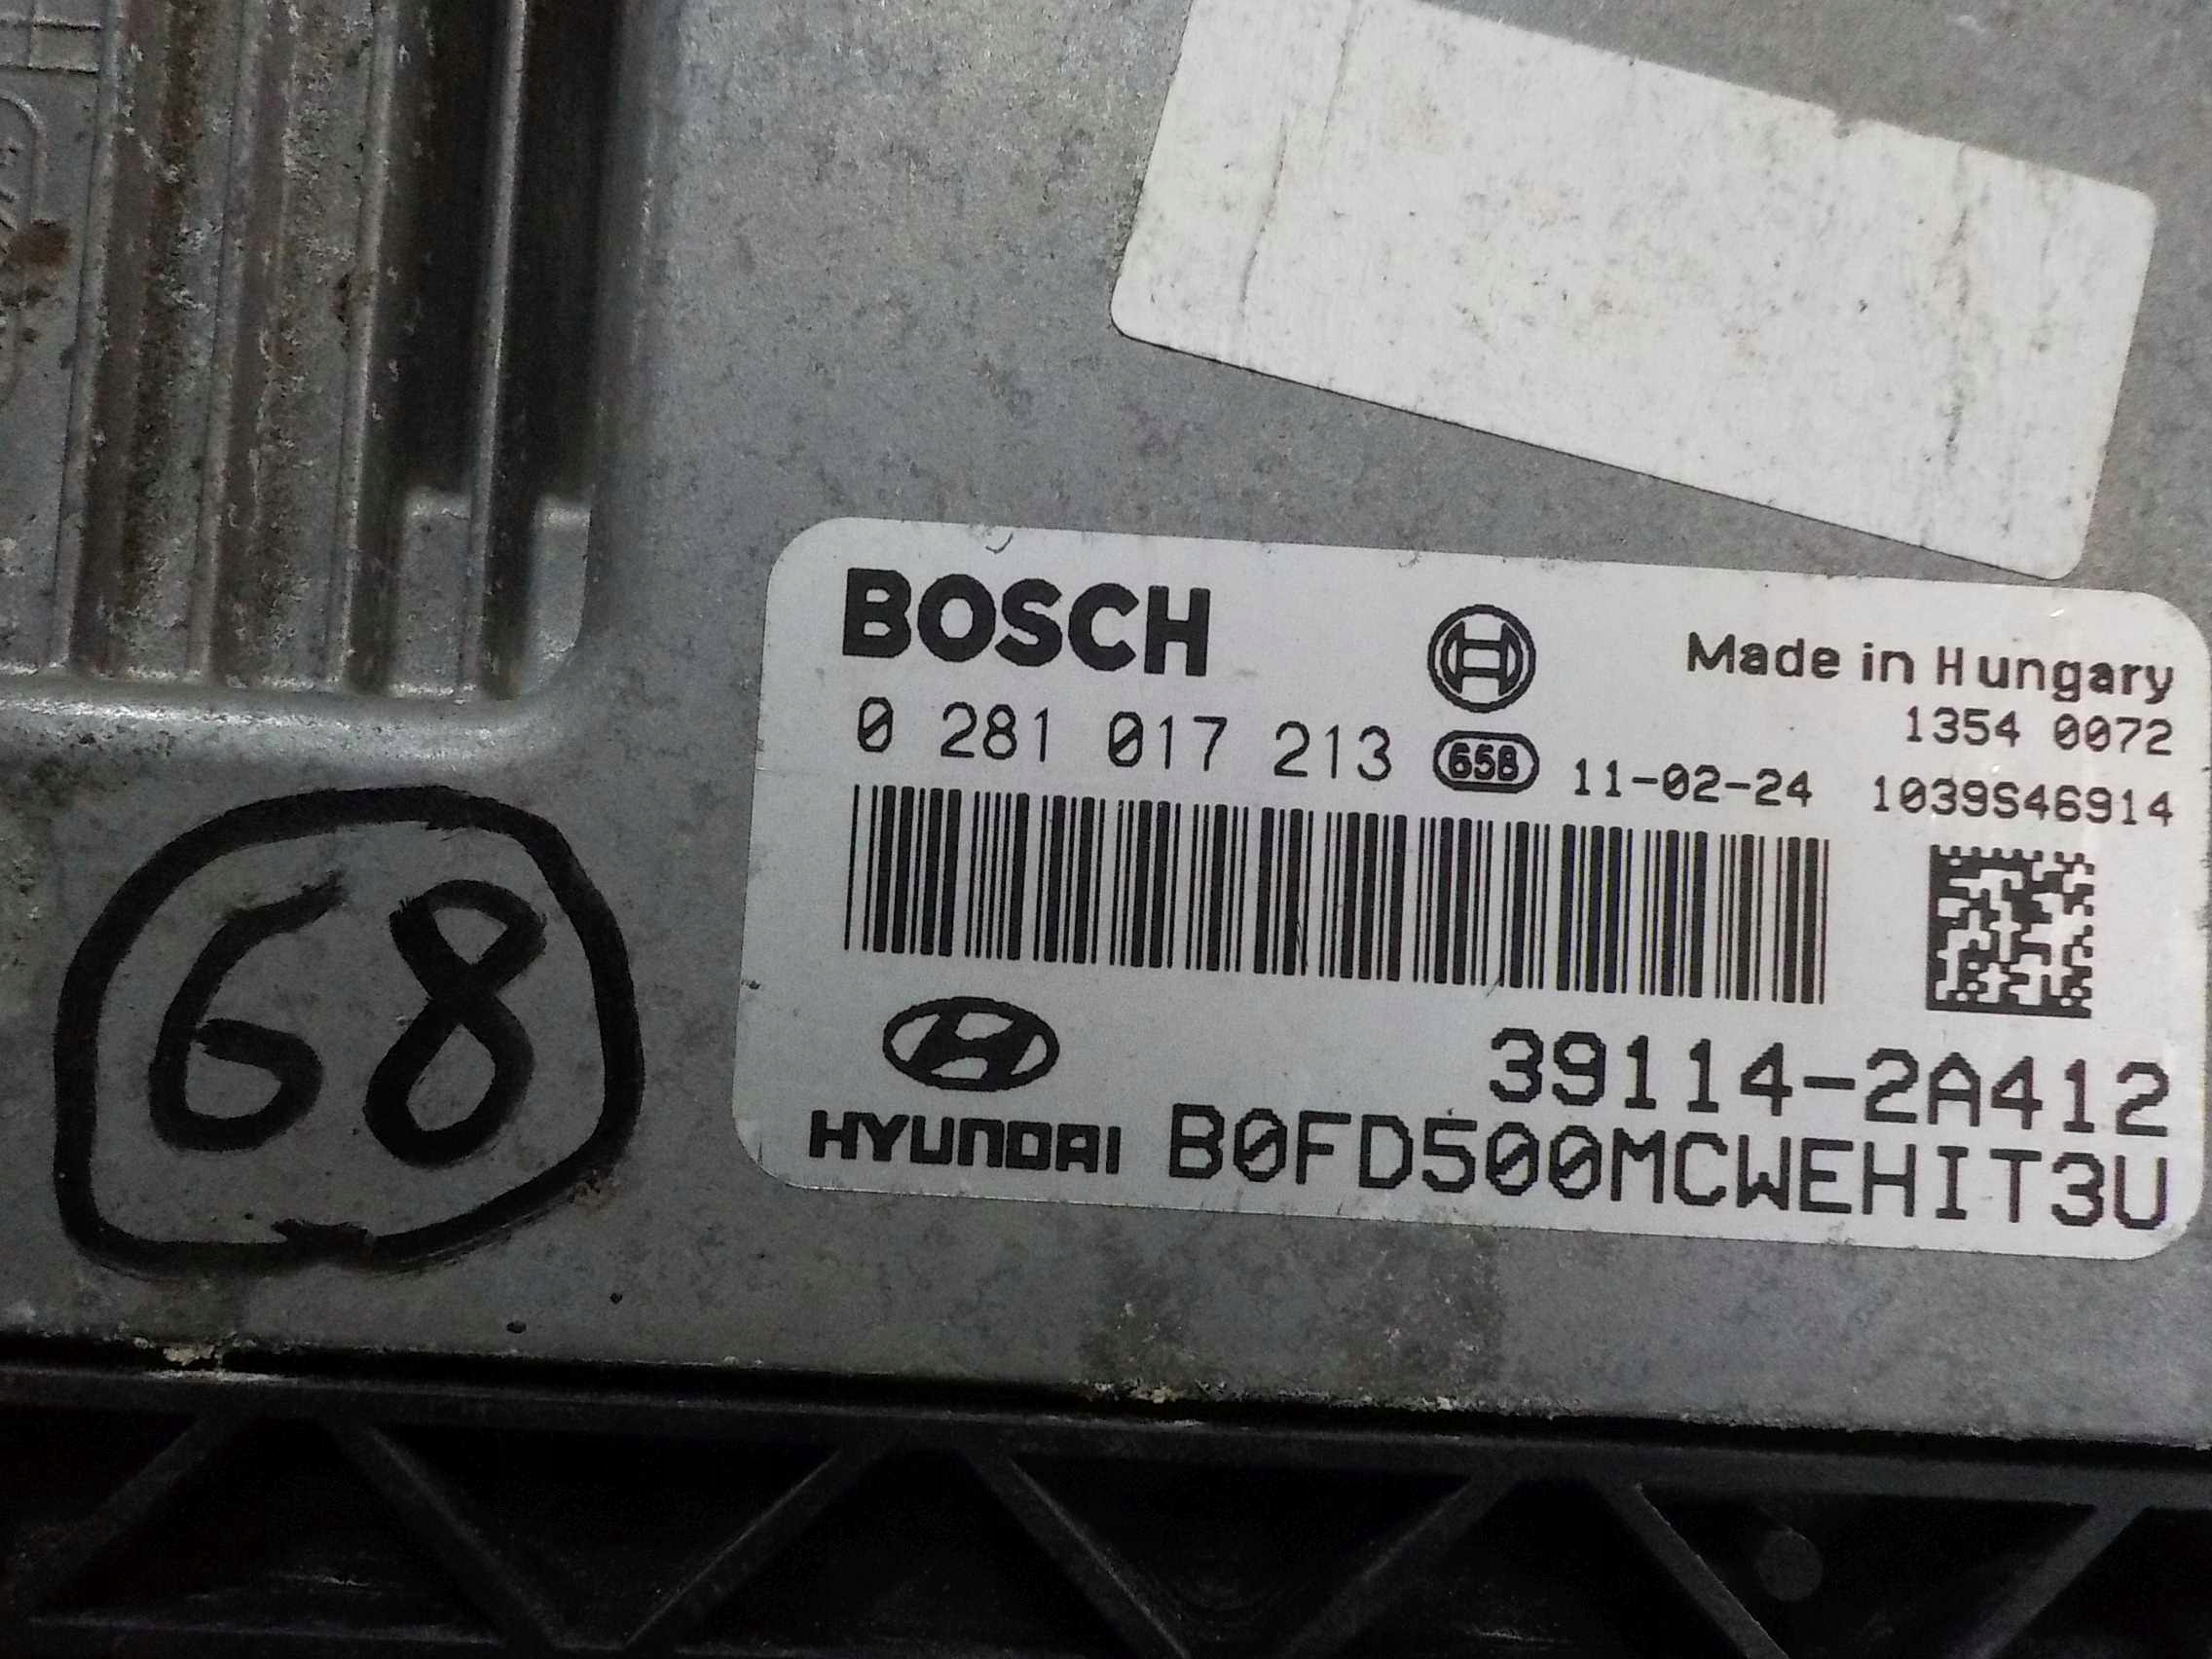 BOSCH
Made in Hungary
1354 0072
0 281 017 213 658 11-02-24 1039S46914
39114-2A412
HYUNDAI B0FD500MCWEHIT3U
68